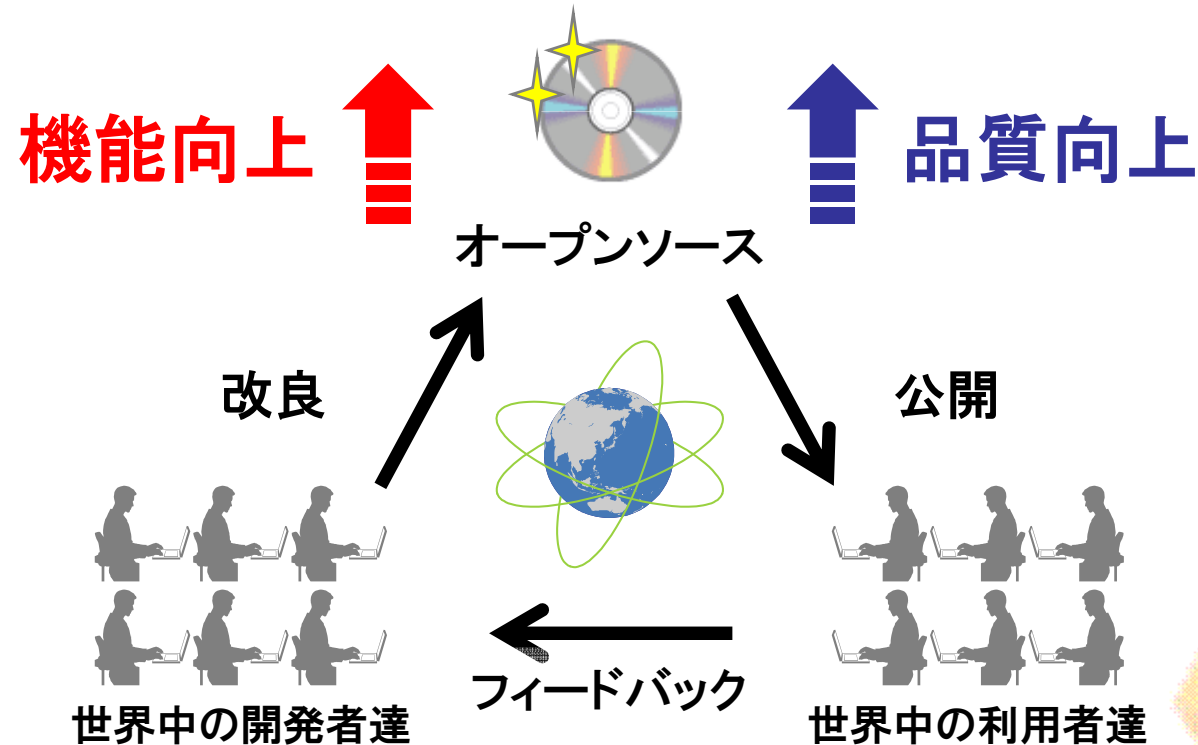 機能向上
品質向上
オープンソース
改良
公開
フィードバック
世界中の開発者達
世界中の利用者達